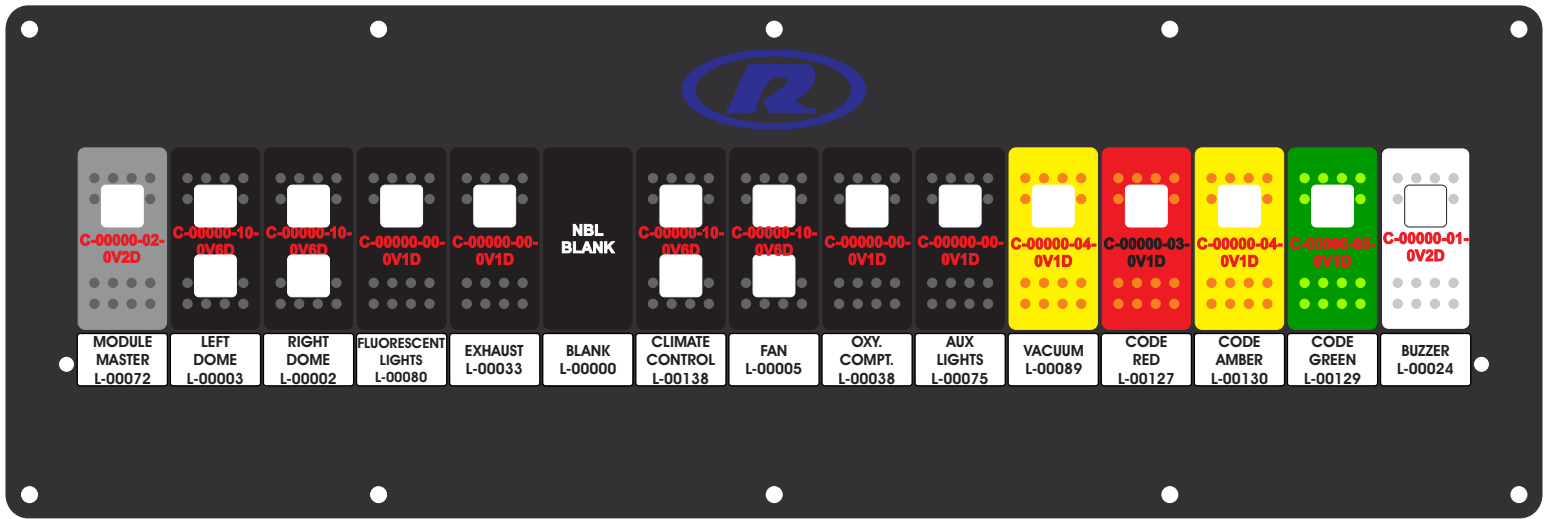 R
C-00000-02-
0V2D
C-00000-10-
0V6D
C-00000-10-
0V6D
C-00000-00-
0V1D
C-00000-00-
0V1D
NBL
BLANK
C-00000-10-
0V6D
C-00000-10-
0V6D
C-00000-00-
0V1D
C-00000-00-
0V1D
C-00000-04-
0V1D
C-00000-03-
0V1D
C-00000-04-
0V1D
C-00000-05-
0V1D
C-00000-01-
0V2D
MODULE
MASTER
L-00072
LEFT
DOME
L-00003
RIGHT
DOME
L-00002
FLUORESCENT
LIGHTS
L-00080
EXHAUST
L-00033
BLANK
L-00000
CLIMATE
CONTROL
L-00138
FAN
L-00005
OXY.
COMPT.
L-00038
AUX
LIGHTS
L-00075
VACUUM
L-00089
CODE
RED
L-00127
CODE
AMBER
L-00130
CODE
GREEN
L-00129
BUZZER
L-00024